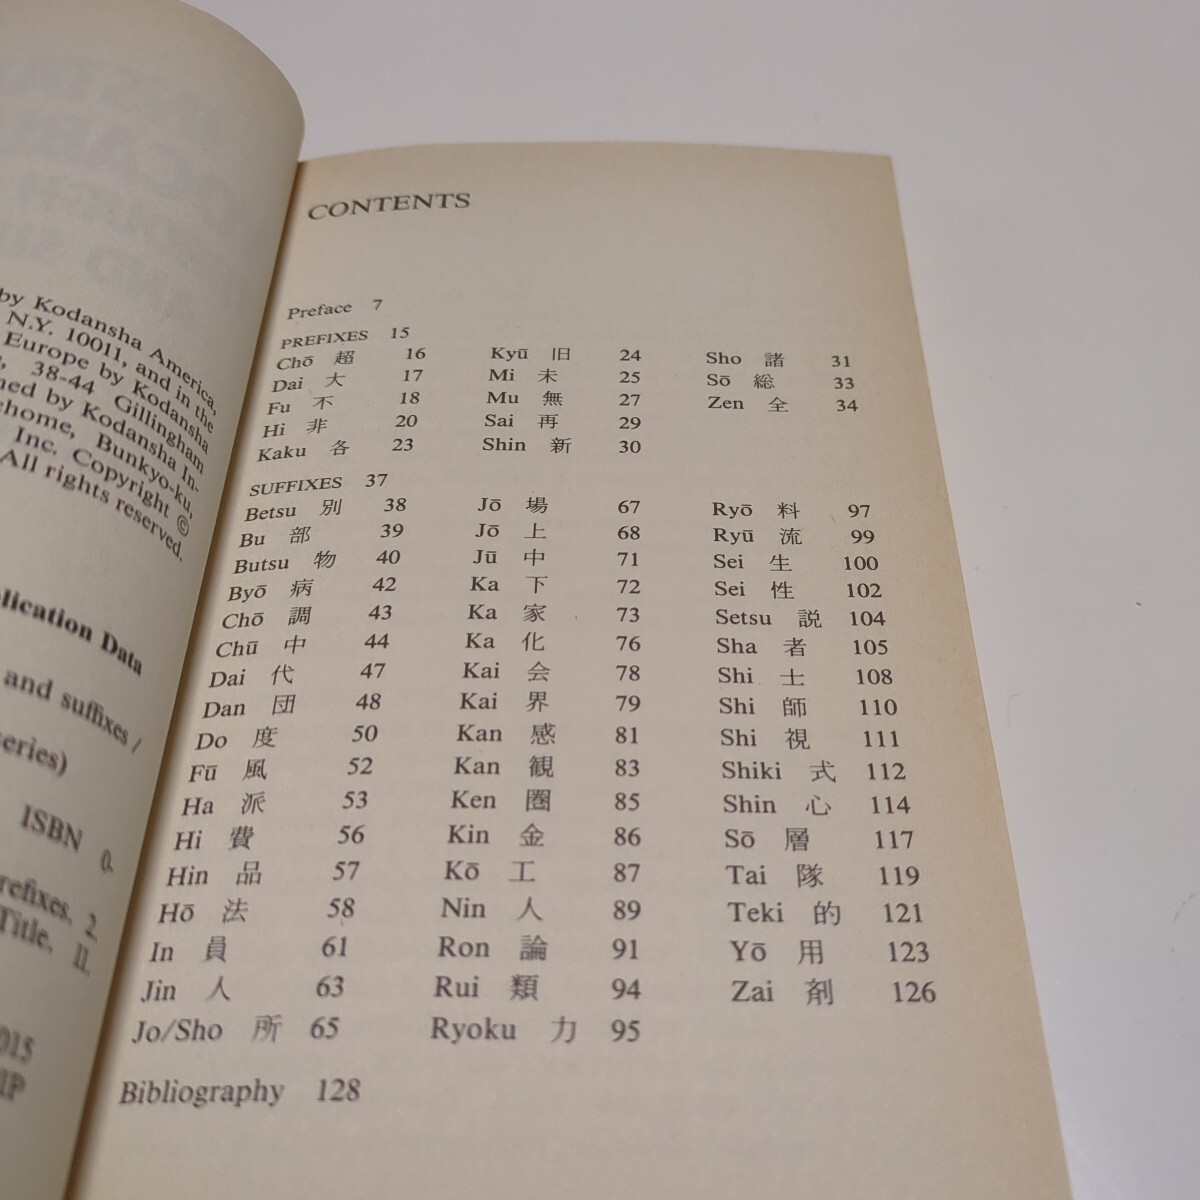 by Kodansha America,
N.Y. 10011, and in the
Europe by Kodansha
38-44 Gillingham
by Kodansha In-
Bunkyo-ku,
Inc. Copyright ©
All rights reserved.
lication Data
and suffixes /
series)
ISBN 0-
refixes. 2.
Title. II.
CONTENTS
Preface 7
PREFIXES 15
Chō 超 16 Kyū 旧 24 Sho 諸 31
Dai 大 17 Mi 未 25 Sō 総 33
Fu 不 18 Mu 無 27 Zen 全 34
Hi 非 20 Sai 再 29
Kaku 各 23 Shin 新 30
SUFFIXES 37
Betsu 別 38 Jō 場 67 Ryō 料 97
Bu 部 39 Jō 上 68 Ryū 流 99
Butsu 物 40 Jū 中 71 Sei 生 100
Byō 病 42 Ka 下 72 Sei 性 102
Chō 調 43 Ka 家 73 Setsu 説 104
Chū 中 44 Ka 化 76 Sha 者 105
Dai 代 47 Kai 会 78 Shi 士 108
Dan 団 48 Kai 界 79 Shi 師 110
Do 度 50 Kan 感 81 Shi 視 111
Fū 風 52 Kan 観 83 Shiki 式 112
Ha 派 53 Ken 圏 85 Shin 心 114
Hi 費 56 Kin 金 86 Sō 層 117
Hin 品 57 Kō 工 87 Tai 隊 119
Hō 法 58 Nin 人 89 Teki 的 121
In 員 61 Ron 論 91 Yō 用 123
Jin 人 63 Rui 類 94 Zai 剤 126
Jo/Sho 所 65 Ryoku 力 95
Bibliography 128